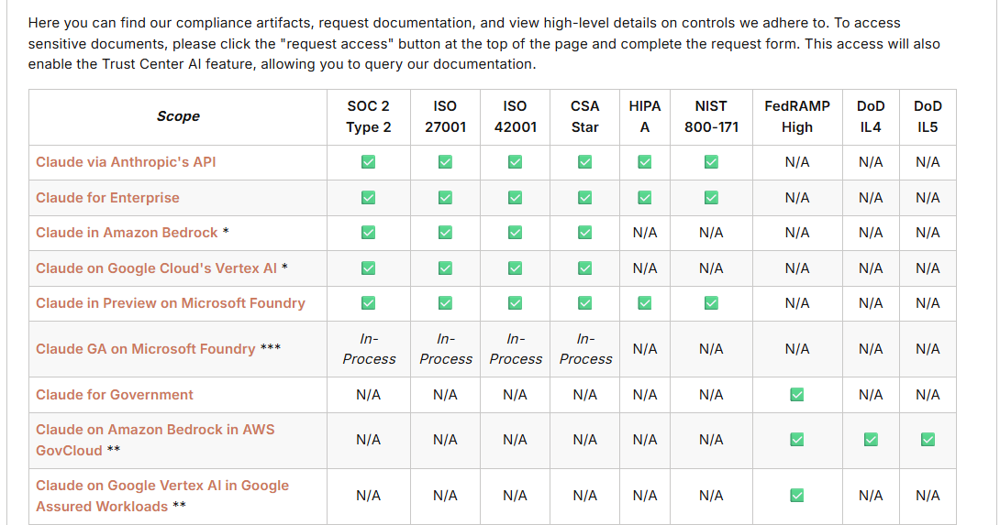 Here you can find our compliance artifacts, request documentation, and view high-level details on controls we adhere to. To access
sensitive documents, please click the "request access" button at the top of the page and complete the request form. This access will also
enable the Trust Center AI feature, allowing you to query our documentation.
Scope SOC 2 Type 2 ISO 27001 ISO 42001 CSA Star HIPAA NIST 800-171 FedRAMP High DoD IL4 DoD IL5
Claude via Anthropic's API ✅ ✅ ✅ ✅ ✅ ✅ N/A N/A N/A
Claude for Enterprise ✅ ✅ ✅ ✅ ✅ ✅ N/A N/A N/A
Claude in Amazon Bedrock * ✅ ✅ ✅ ✅ N/A N/A N/A N/A N/A
Claude on Google Cloud's Vertex AI * ✅ ✅ ✅ ✅ N/A N/A N/A N/A N/A
Claude in Preview on Microsoft Foundry ✅ ✅ ✅ ✅ ✅ ✅ N/A N/A N/A
Claude GA on Microsoft Foundry *** In-Process In-Process In-Process In-Process N/A N/A N/A N/A N/A
Claude for Government N/A N/A N/A N/A N/A N/A ✅ N/A N/A
Claude on Amazon Bedrock in AWS GovCloud ** N/A N/A N/A N/A N/A N/A ✅ ✅ ✅
Claude on Google Vertex AI in Google Assured Workloads ** N/A N/A N/A N/A N/A N/A ✅ N/A N/A